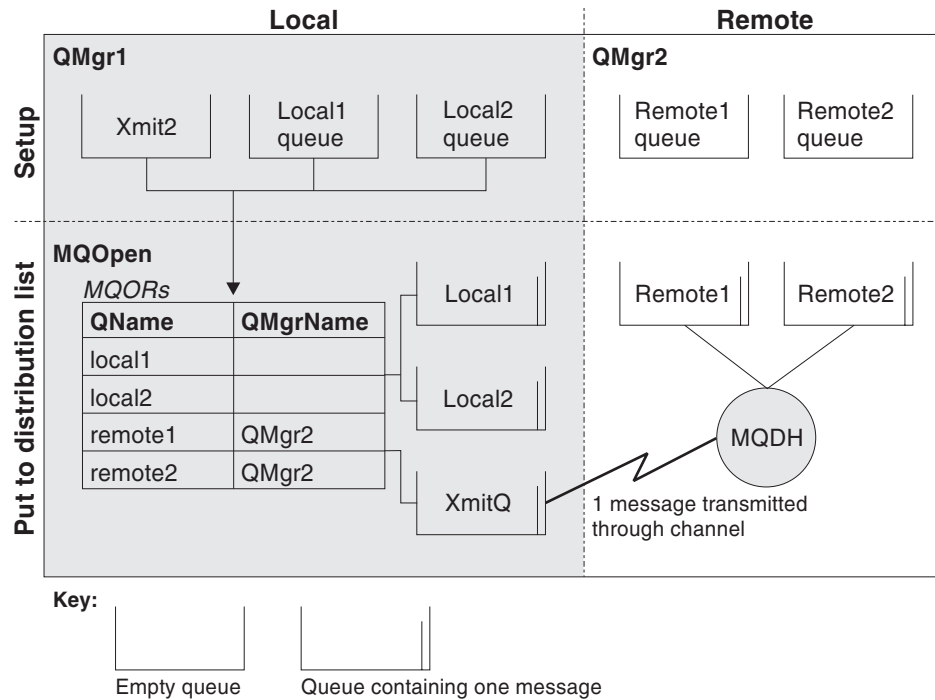 Local
Remote
Setup
QMgr1
QMgr2
Xmit2
Local1
queue
Local2
queue
Remote1
queue
Remote2
queue
Put to distribution list
MQOpen
MQORs
QName QMgrName
local1
local2
remote1 QMgr2
remote2 QMgr2
Local1
Local2
XmitQ
Remote1
Remote2
MQDH
1 message transmitted
through channel
Key:
Empty queue
Queue containing one message